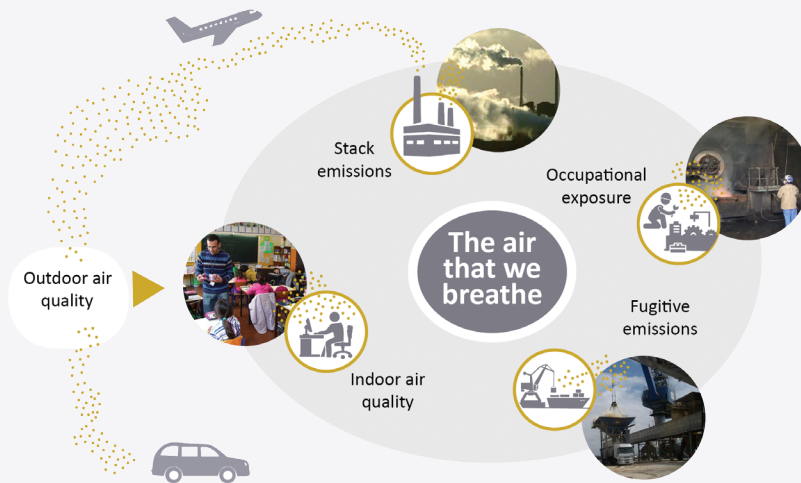 Stack
emissions
Occupational
exposure
The air
that we
breathe
Outdoor air
quality
Fugitive
emissions
Indoor air
quality